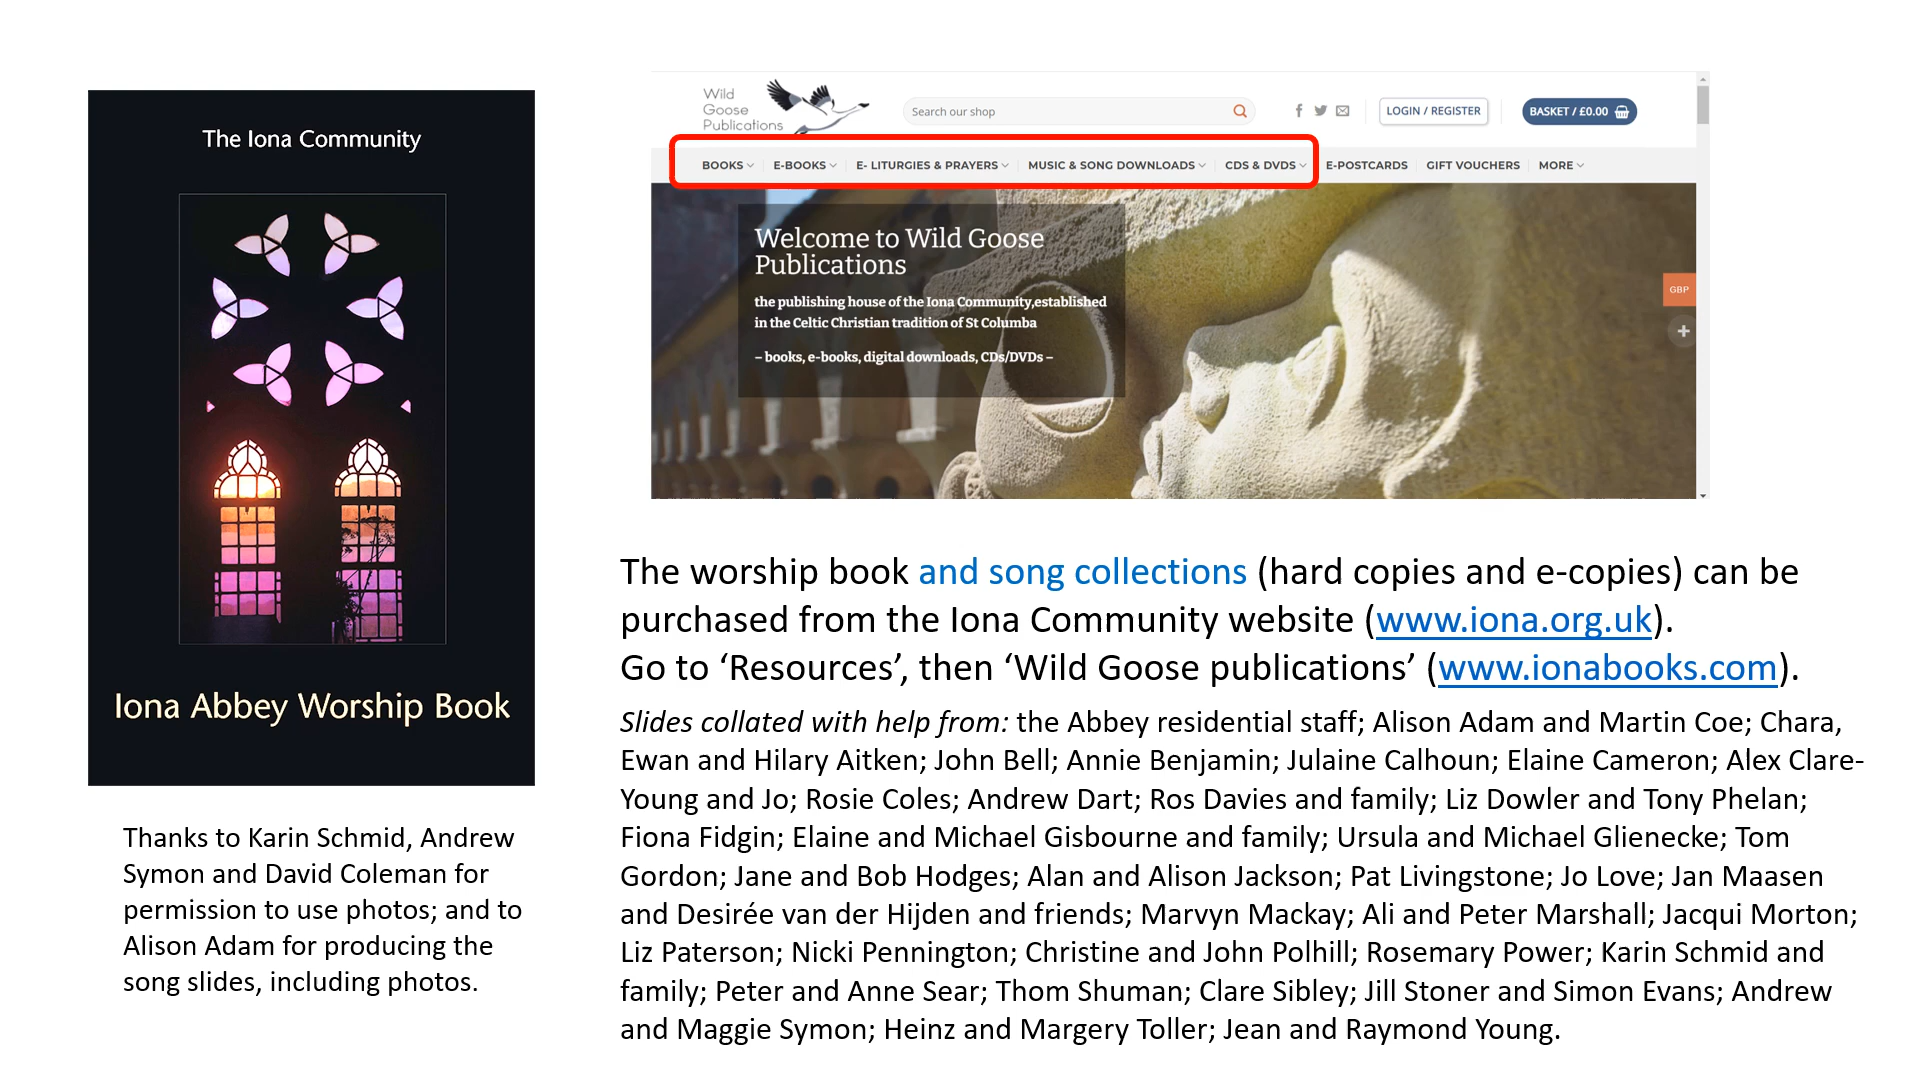 The Iona Community
Iona Abbey Worship Book
Thanks to Karin Schmid, Andrew
Symon and David Coleman for
permission to use photos; and to
Alison Adam for producing the
song slides, including photos.
Wild
Goose
Publications
Search our shop
LOGIN / REGISTER
BASKET / £0.00
BOOKS
E-BOOKS
E- LITURGIES & PRAYERS
MUSIC & SONG DOWNLOADS
CDS & DVDS
E-POSTCARDS
GIFT VOUCHERS
MORE
Welcome to Wild Goose
Publications
the publishing house of the Iona Community,established
in the Celtic Christian tradition of St Columba
– books, e-books, digital downloads, CDs/DVDs –
GBP
+
The worship book and song collections (hard copies and e-copies) can be
purchased from the Iona Community website (www.iona.org.uk).
Go to ‘Resources’, then ‘Wild Goose publications’ (www.ionabooks.com).
Slides collated with help from: the Abbey residential staff; Alison Adam and Martin Coe; Chara,
Ewan and Hilary Aitken; John Bell; Annie Benjamin; Julaine Calhoun; Elaine Cameron; Alex Clare-
Young and Jo; Rosie Coles; Andrew Dart; Ros Davies and family; Liz Dowler and Tony Phelan;
Fiona Fidgin; Elaine and Michael Gisbourne and family; Ursula and Michael Glienecke; Tom
Gordon; Jane and Bob Hodges; Alan and Alison Jackson; Pat Livingstone; Jo Love; Jan Maasen
and Desirée van der Hijden and friends; Marvyn Mackay; Ali and Peter Marshall; Jacqui Morton;
Liz Paterson; Nicki Pennington; Christine and John Polhill; Rosemary Power; Karin Schmid and
family; Peter and Anne Sear; Thom Shuman; Clare Sibley; Jill Stoner and Simon Evans; Andrew
and Maggie Symon; Heinz and Margery Toller; Jean and Raymond Young.